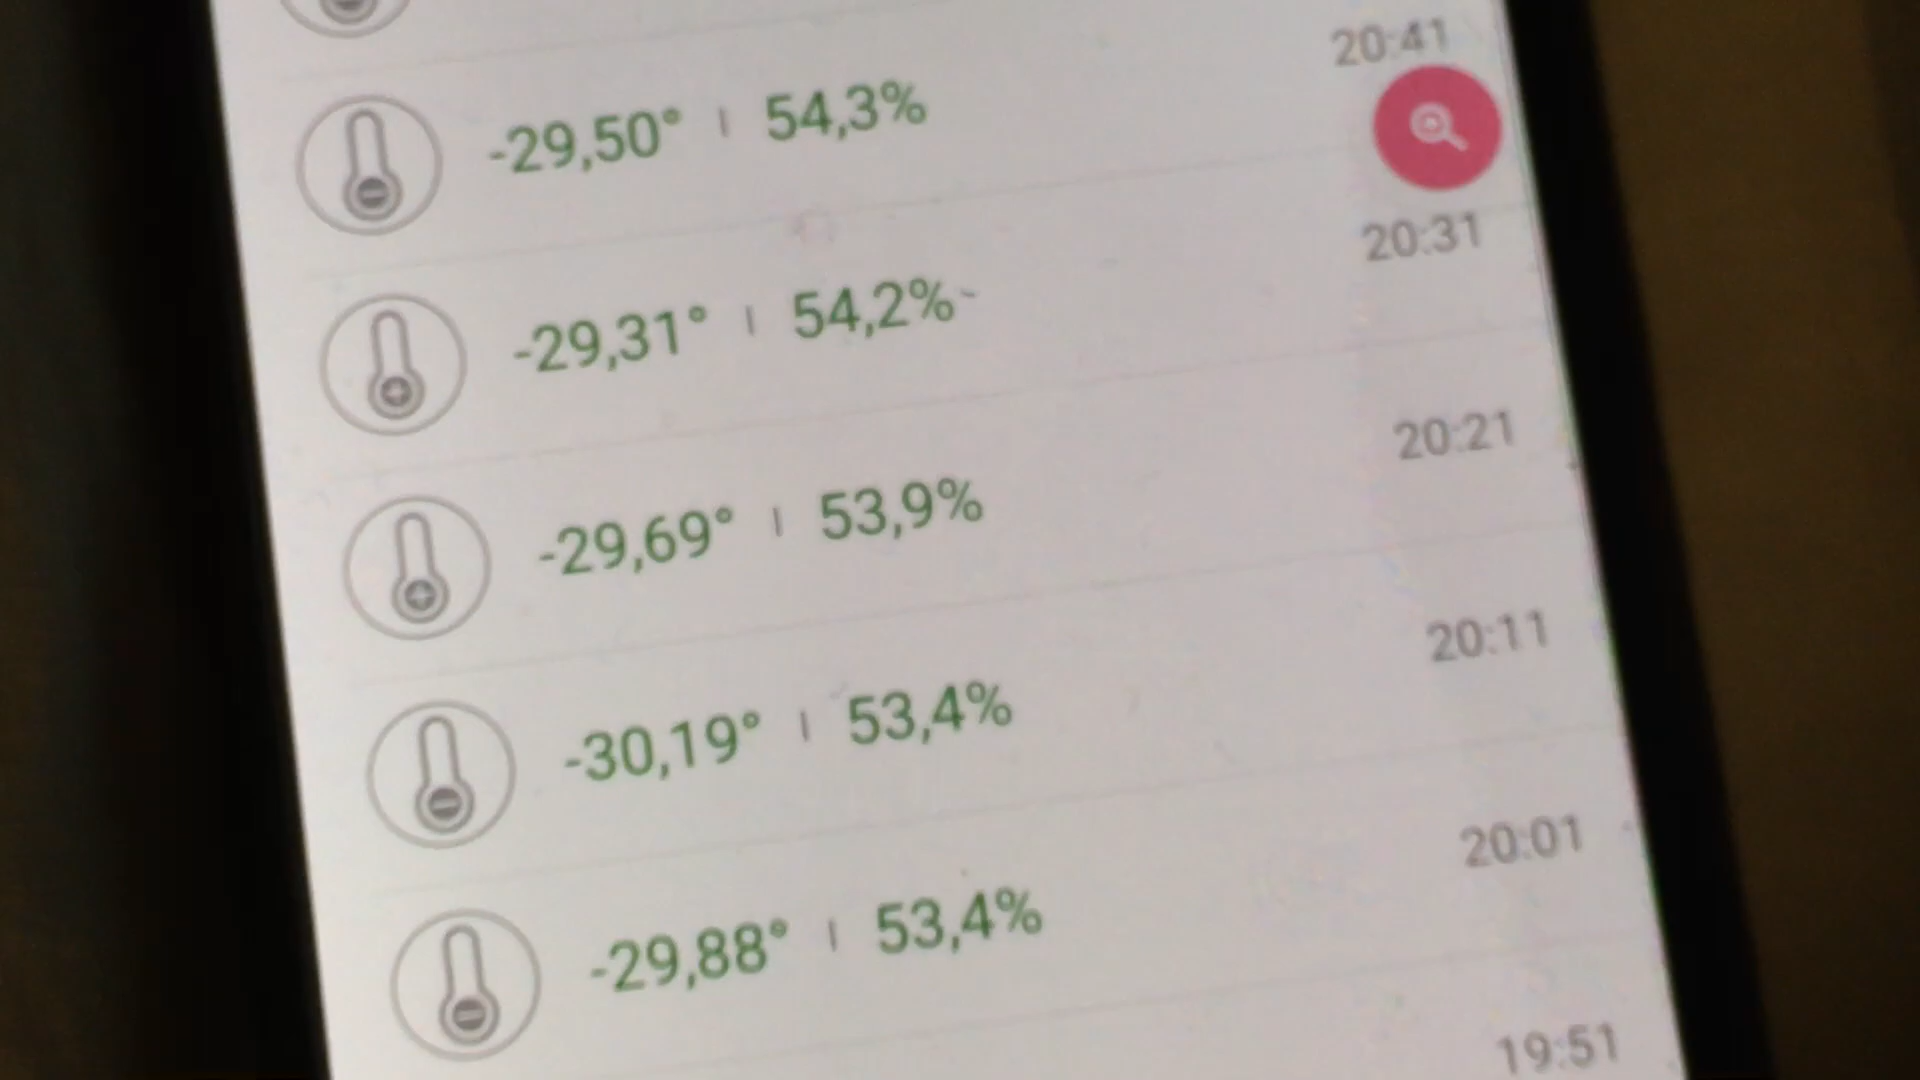 20:41
-29,50° | 54,3%
20:31
-29,31° | 54,2%
20:21
-29,69° | 53,9%
20:11
-30,19° | 53,4%
20:01
-29,88° | 53,4%
19:51